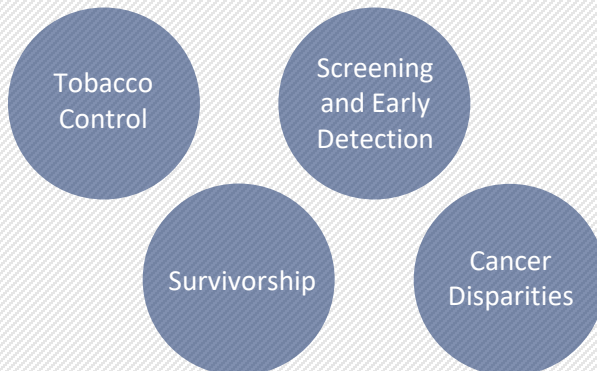 Tobacco
Control
Screening
and Early
Detection
Survivorship
Cancer
Disparities